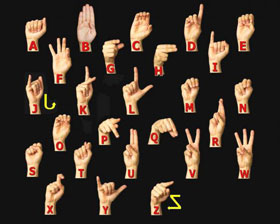 A B C D E
F G H I
J K L M N
O P Q R
S T U V W
X Y Z